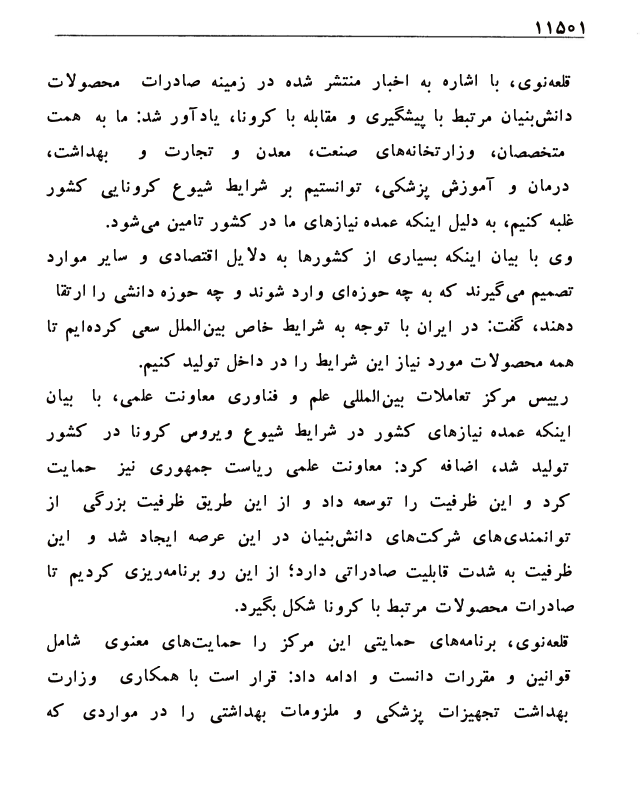 ۱۱۵۰۱
قلعه‌نوی، با اشاره به اخبار منتشر شده در زمینه صادرات محصولات
دانش‌بنیان مرتبط با پیشگیری و مقابله با کرونا، یادآور شد: ما به همت
متخصصان، وزارتخانه‌های صنعت، معدن و تجارت و بهداشت،
درمان و آموزش پزشکی، توانستیم بر شرایط شیوع کرونایی کشور
غلبه کنیم، به دلیل اینکه عمده نیازهای ما در کشور تامین می‌شود.
وی با بیان اینکه بسیاری از کشورها به دلایل اقتصادی و سایر موارد
تصمیم می‌گیرند که به چه حوزه‌ای وارد شوند و چه حوزه دانشی را ارتقا
دهند، گفت: در ایران با توجه به شرایط خاص بین‌الملل سعی کرده‌ایم تا
همه محصولات مورد نیاز این شرایط را در داخل تولید کنیم.
رییس مرکز تعاملات بین‌المللی علم و فناوری معاونت علمی، با بیان
اینکه عمده نیازهای کشور در شرایط شیوع ویروس کرونا در کشور
تولید شد، اضافه کرد: معاونت علمی ریاست جمهوری نیز حمایت
کرد و این ظرفیت را توسعه داد و از این طریق ظرفیت بزرگی از
توانمندی‌های شرکت‌های دانش‌بنیان در این عرصه ایجاد شد و این
ظرفیت به شدت قابلیت صادراتی دارد؛ از این رو برنامه‌ریزی کردیم تا
صادرات محصولات مرتبط با کرونا شکل بگیرد.
قلعه‌نوی، برنامه‌های حمایتی این مرکز را حمایت‌های معنوی شامل
قوانین و مقررات دانست و ادامه داد: قرار است با همکاری وزارت
بهداشت تجهیزات پزشکی و ملزومات بهداشتی را در مواردی که